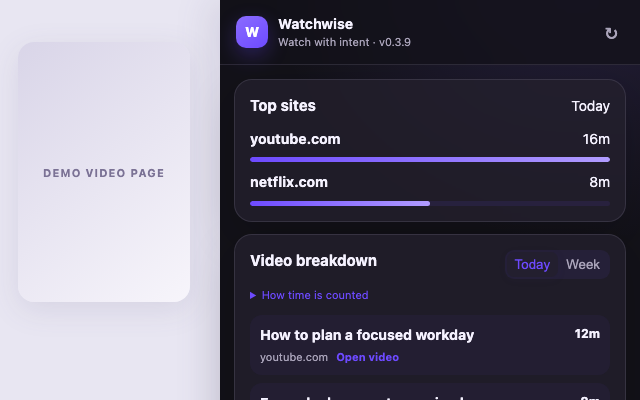 DEMO VIDEO PAGE
W
Watchwise
Watch with intent · v0.3.9
↻
Top sites
Today
youtube.com
16m
netflix.com
8m
Video breakdown
Today
Week
▶ How time is counted
How to plan a focused workday
12m
youtube.com
Open video
8m